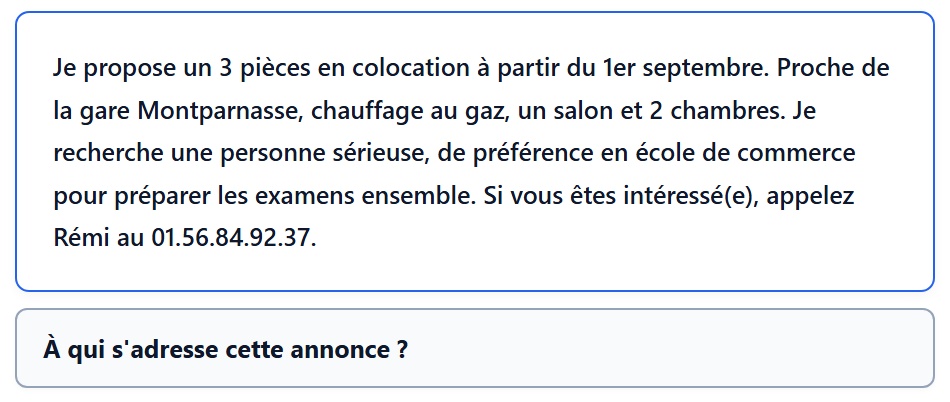 Je propose un 3 pièces en colocation à partir du 1er septembre. Proche de
la gare Montparnasse, chauffage au gaz, un salon et 2 chambres. Je
recherche une personne sérieuse, de préférence en école de commerce
pour préparer les examens ensemble. Si vous êtes intéressé(e), appelez
Rémi au 01.56.84.92.37.
À qui s'adresse cette annonce ?